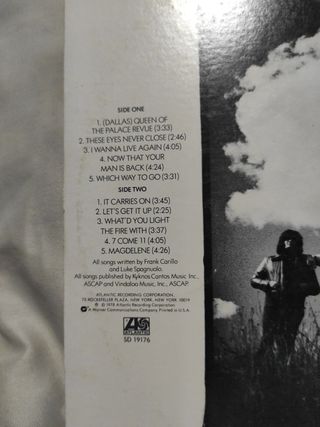 SIDE ONE
1. (DALLAS) QUEEN OF
THE PALACE REVUE (3:33)
2. THESE EYES NEVER CLOSE (2:46)
3. I WANNA LIVE AGAIN (4:05)
4. NOW THAT YOUR
MAN IS BACK (4:24)
5. WHICH WAY TO GO (3:31)
SIDE TWO
1. IT CARRIES ON (3:45)
2. LET'S GET IT UP (2:25)
3. WHAT'D YOU LIGHT
THE FIRE WITH (3:37)
4. 7 COME 11 (4:05)
5. MAGDELENE (4:26)
All songs written by Frank Carillo
and Luke Spagnuolo.
All songs published by Kyknos Cantos Music Inc.,
ASCAP and Vindaloo Music Inc., ASCAP.
ATLANTIC RECORDING CORPORATION,
75 ROCKEFELLER PLAZA, NEW YORK, NEW YORK 10019
℗ © 1978 Atlantic Recording Corporation
A Warner Communications Company Printed in U.S.A.
ATLANTIC
SD 19176